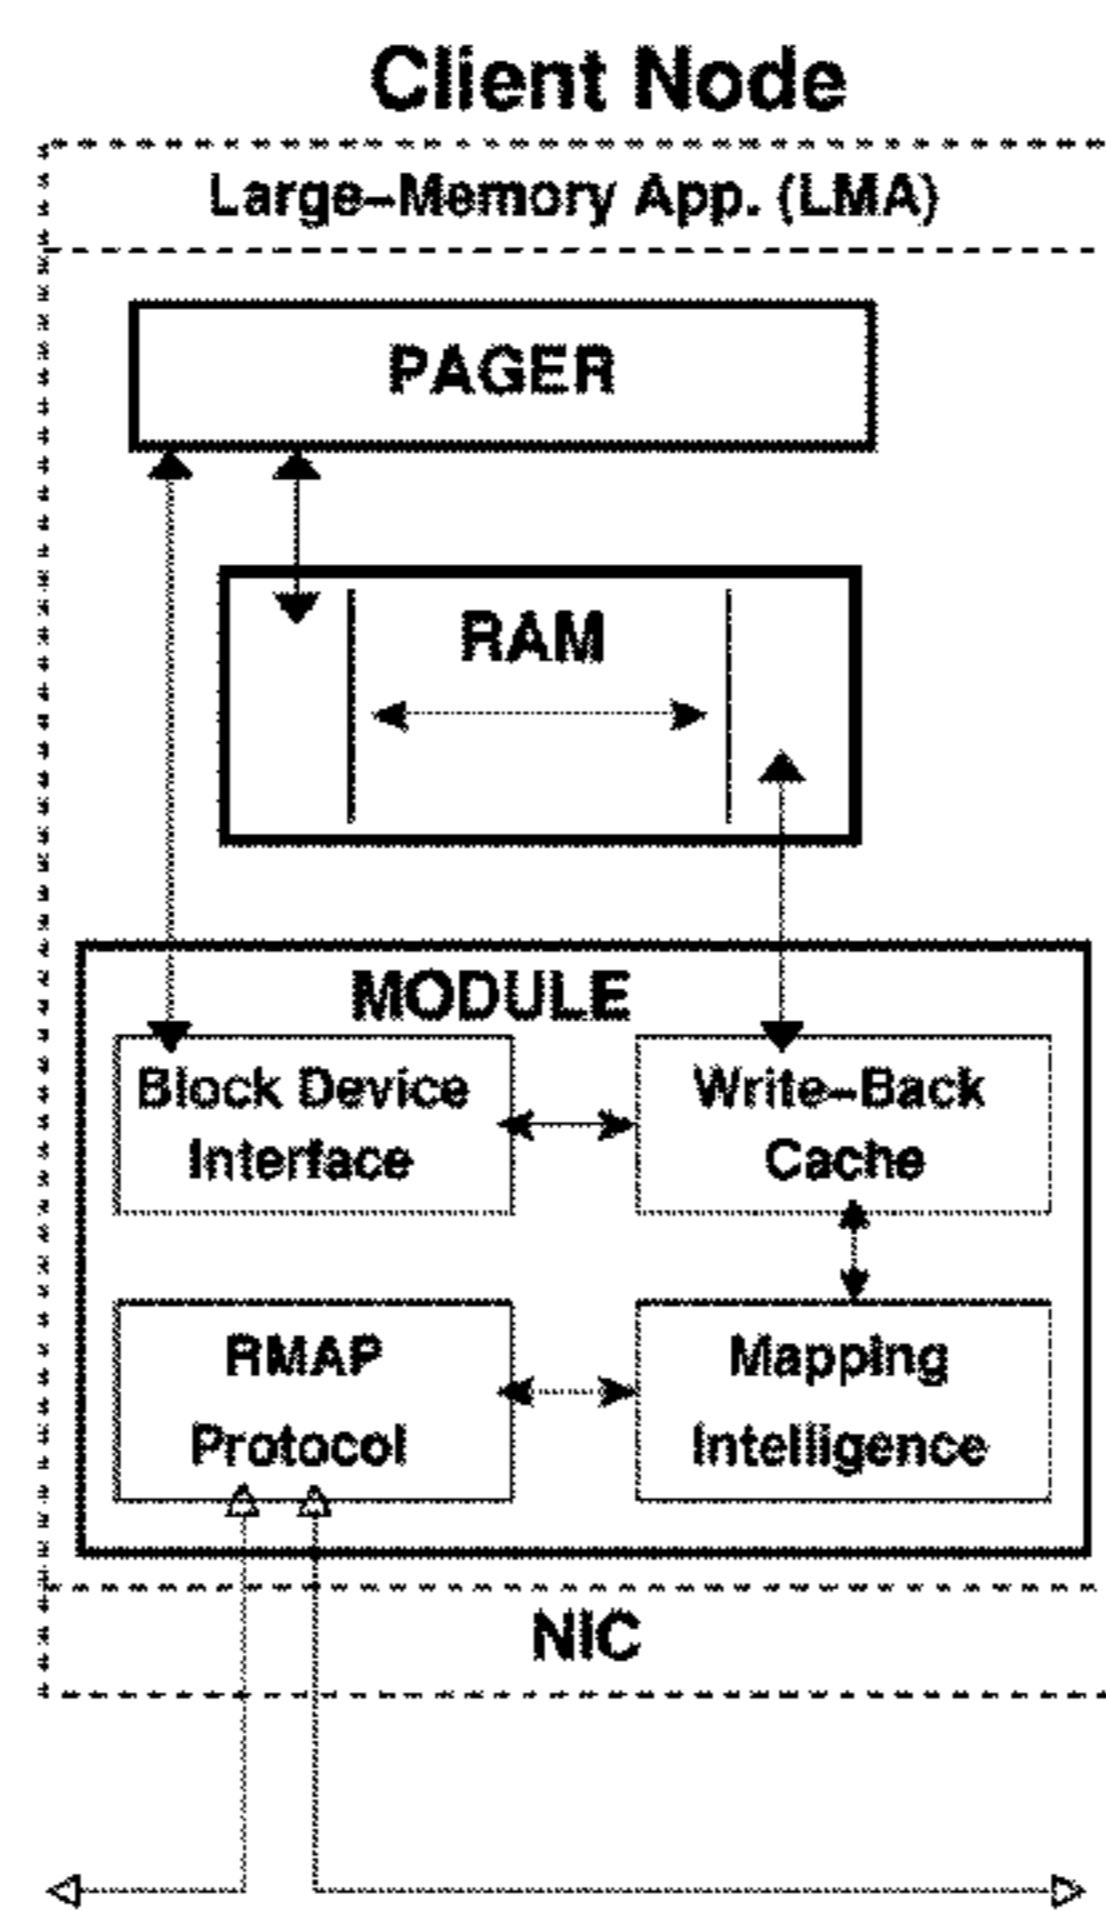 Client Node
Large-Memory App. (LMA)
PAGER
RAM
MODULE
Block Device
Interface
Write-Back
Cache
RMAP
Protocol
Mapping
Intelligence
NIC